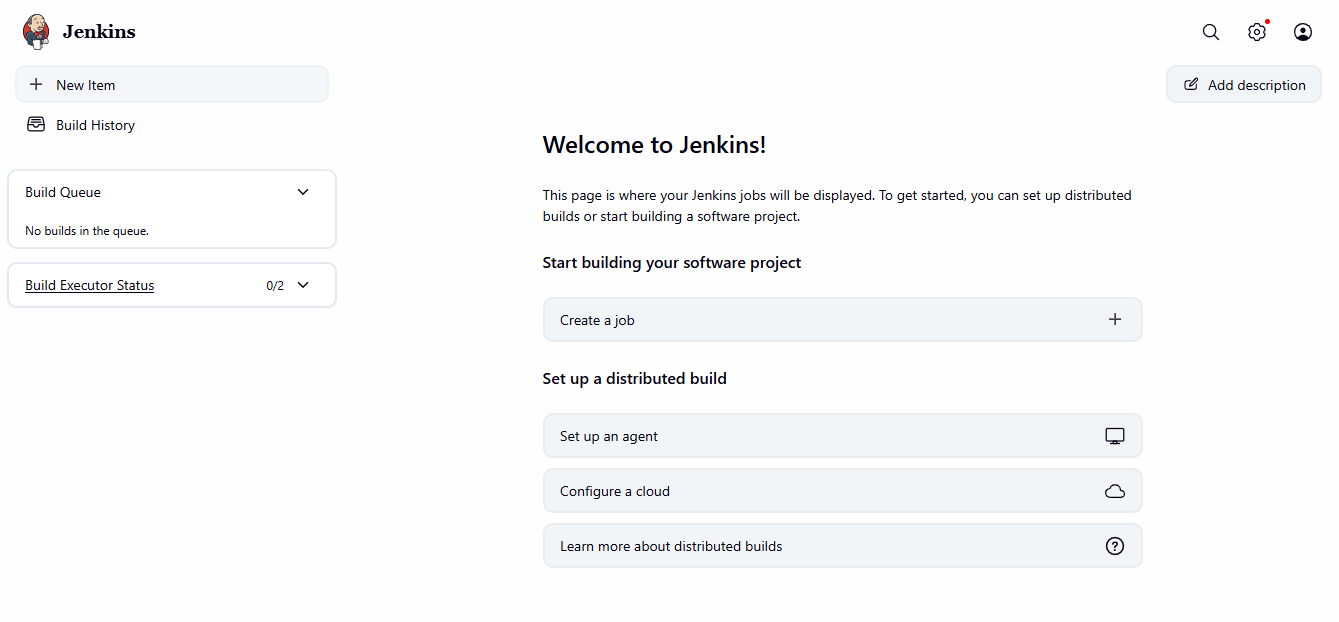 Jenkins
New Item
Add description
Build History
Welcome to Jenkins!
Build Queue
No builds in the queue.
This page is where your Jenkins jobs will be displayed. To get started, you can set up distributed
builds or start building a software project.
Build Executor Status 0/2
Start building your software project
Create a job
Set up a distributed build
Set up an agent
Configure a cloud
Learn more about distributed builds